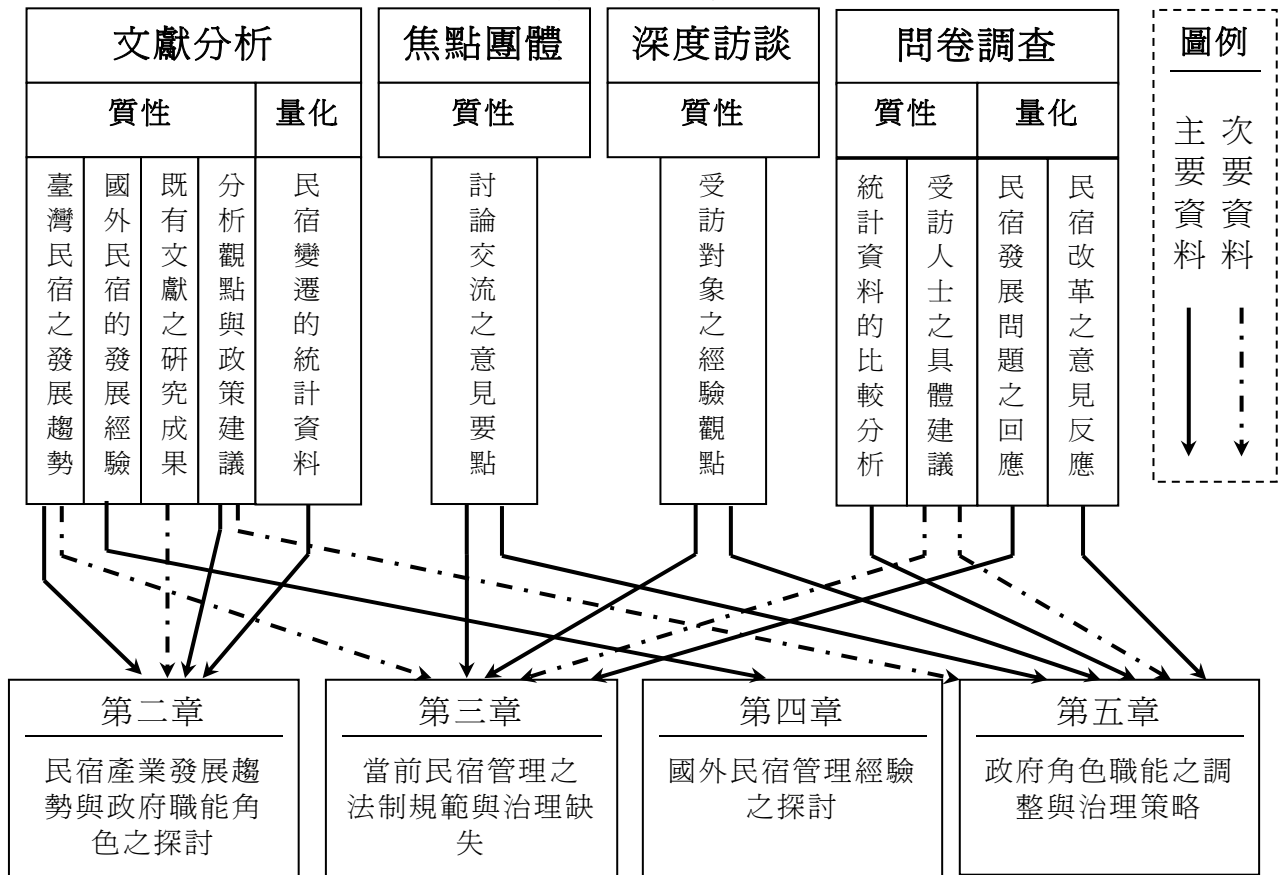 文獻分析
焦點團體
深度訪談
問卷調查
圖例
質性
量化
質性
質性
質性
量化
臺灣民宿之發展趨勢
國外民宿的發展經驗
既有文獻之研究成果
分析觀點與政策建議
民宿變遷的統計資料
討論交流之意見要點
受訪對象之經驗觀點
統計資料的比較分析
受訪人士之具體建議
民宿發展問題之回應
民宿改革之意見反應
主要資料
次要資料
第二章
民宿產業發展趨
勢與政府職能角
色之探討
第三章
當前民宿管理之
法制規範與治理缺
失
第四章
國外民宿管理經驗
之探討
第五章
政府角色職能之調
整與治理策略